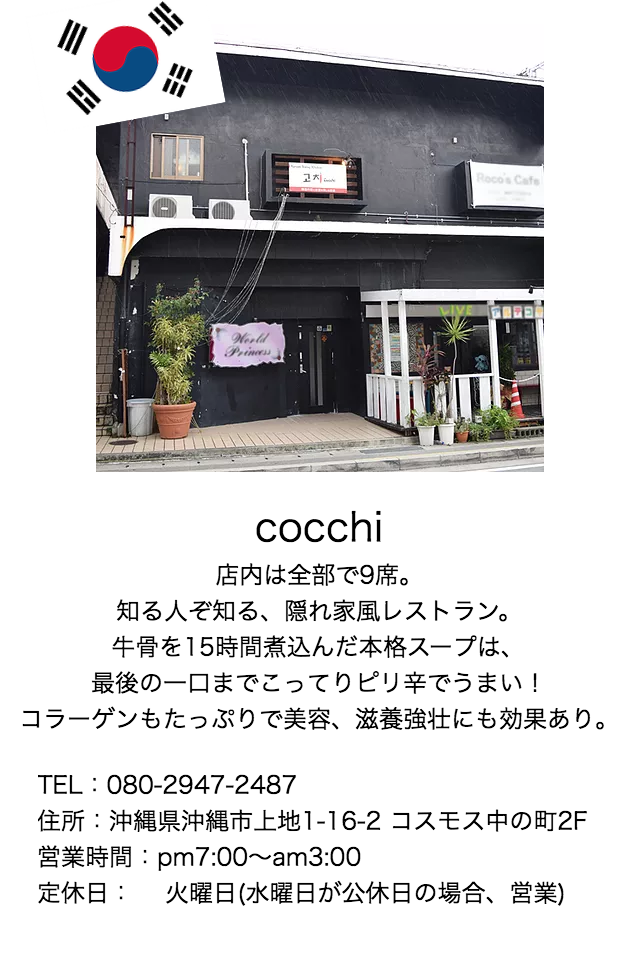 고치
Roco's Cafe
World
Princess
LIVE
cocchi
店内は全部で9席。
知る人ぞ知る、隠れ家風レストラン。
牛骨を15時間煮込んだ本格スープは、
最後の一口までこってりピリ辛でうまい！
コラーゲンもたっぷりで美容、滋養強壮にも効果あり。
TEL：080-2947-2487
住所：沖縄県沖縄市上地1-16-2 コスモス中の町2F
営業時間：pm7:00〜am3:00
定休日：　火曜日(水曜日が公休日の場合、営業)